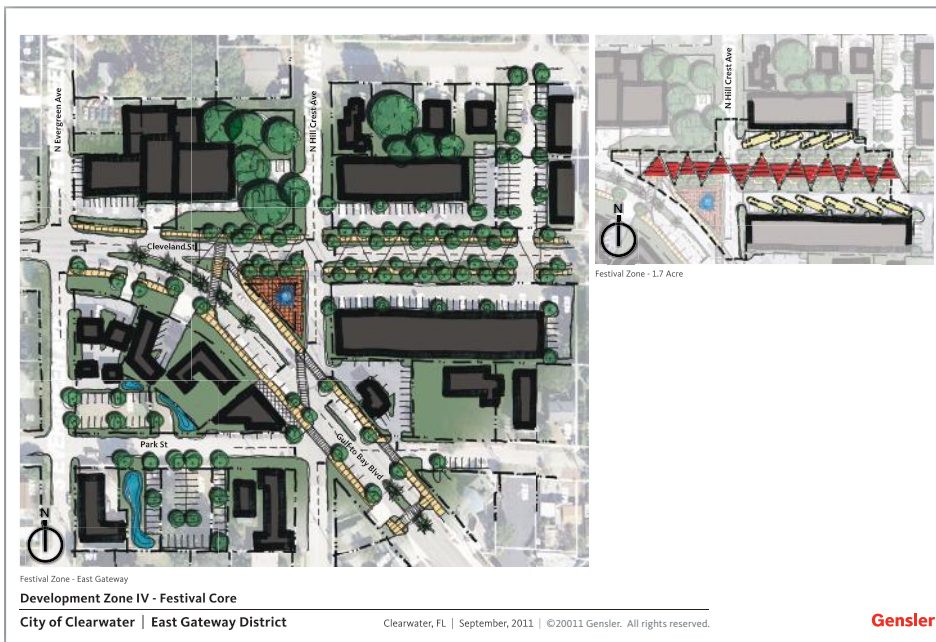 N Evergreen Ave
N Hill Crest Ave
Cleveland St
Park St
Gulf to Bay Blvd
N
Festival Zone - East Gateway
N Hill Crest Ave
N
Festival Zone - 1.7 Acre
Development Zone IV - Festival Core
City of Clearwater | East Gateway District
Clearwater, FL | September, 2011 | ©20011 Gensler. All rights reserved.
Gensler